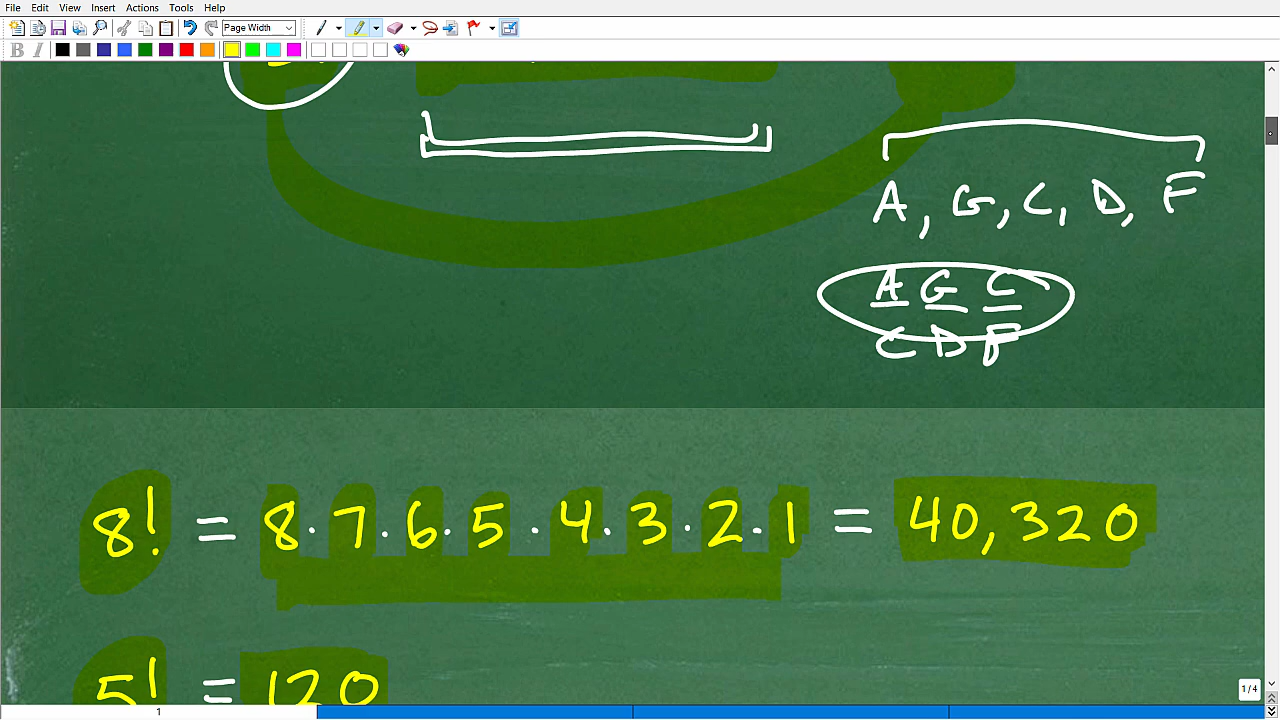 File Edit View Insert Actions Tools Help
Page Width
B I
A, G, C, D, F
A G C
C D F
8! = 8·7·6·5·4·3·2·1 = 40,320
5! = 120
1/4
1